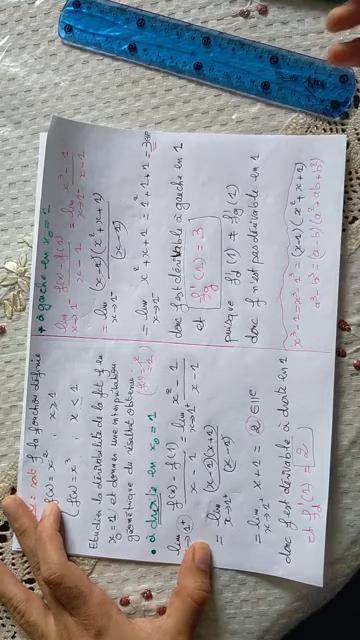 soit f la fonction définie
f(x) = x² ; x ≥ 1
f(x) = x³ ; x < 1
Etudier la dérivabilité de la fct f en
x₀ = 1 et donner une interprétation
géométrique du résultat obtenu.
• à droite en x₀ = 1
lim x→1⁺ f(x) - f(1) / x - 1 = lim x→1⁺ x² - 1 / x - 1
= lim x→1⁺ (x-1)(x+1) / (x-1)
= lim x→1⁺ x + 1 = 2 ∈ ℝ
donc f est dérivable à droite en 1
et f'd(1) = 2
+ à gauche en x₀ = 1
lim x→1⁻ f(x) - f(1) / x - 1 = lim x→1⁻ x³ - 1 / x - 1
= lim x→1⁻ (x-1)(x² + x + 1) / (x-1)
= lim x→1⁻ x² + x + 1 = 1² + 1 + 1 = 3
donc f est dérivable à gauche en 1
et f'g(1) = 3
puisque f'd(1) ≠ f'g(1)
donc f n'est pas dérivable en 1
x³ - 1 = x³ - 1³ = (x-1)(x² + x + 1)
a³ - b³ = (a-b)(a² + ab + b²)